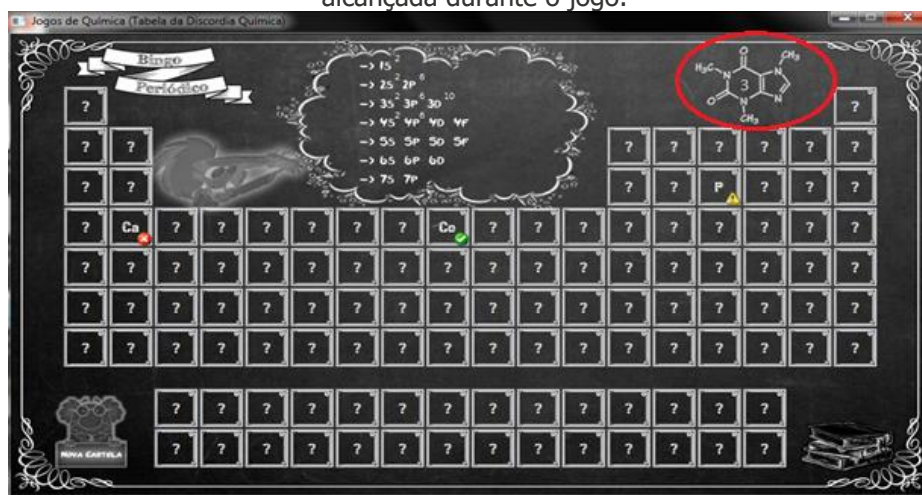 alcançada durante o jogo.
Jogos de Química (Tabela da Discordia Química)
Bingo
Periódico
-> 1S²
-> 2S² 2P⁶
-> 3S² 3P⁶ 3D¹⁰
-> 4S² 4P⁶ 4D 4F
-> 5S 5P 5D 5F
-> 6S 6P 6D
-> 7S 7P
H₃C O CH₃
N N
3
O N N
CH₃
? ?
? ? ? ? ? ? ? ?
? ? ? ? P ? ? ?
? Ca ? ? ? ? ? ? Co ? ? ? ? ? ? ? ? ?
? ? ? ? ? ? ? ? ? ? ? ? ? ? ? ? ? ?
? ? ? ? ? ? ? ? ? ? ? ? ? ? ? ? ? ?
? ? ? ? ? ? ? ? ? ? ? ? ? ? ? ? ? ?
? ? ? ? ? ? ? ? ? ? ? ? ? ?
? ? ? ? ? ? ? ? ? ? ? ? ? ?
NOVA CARTELA